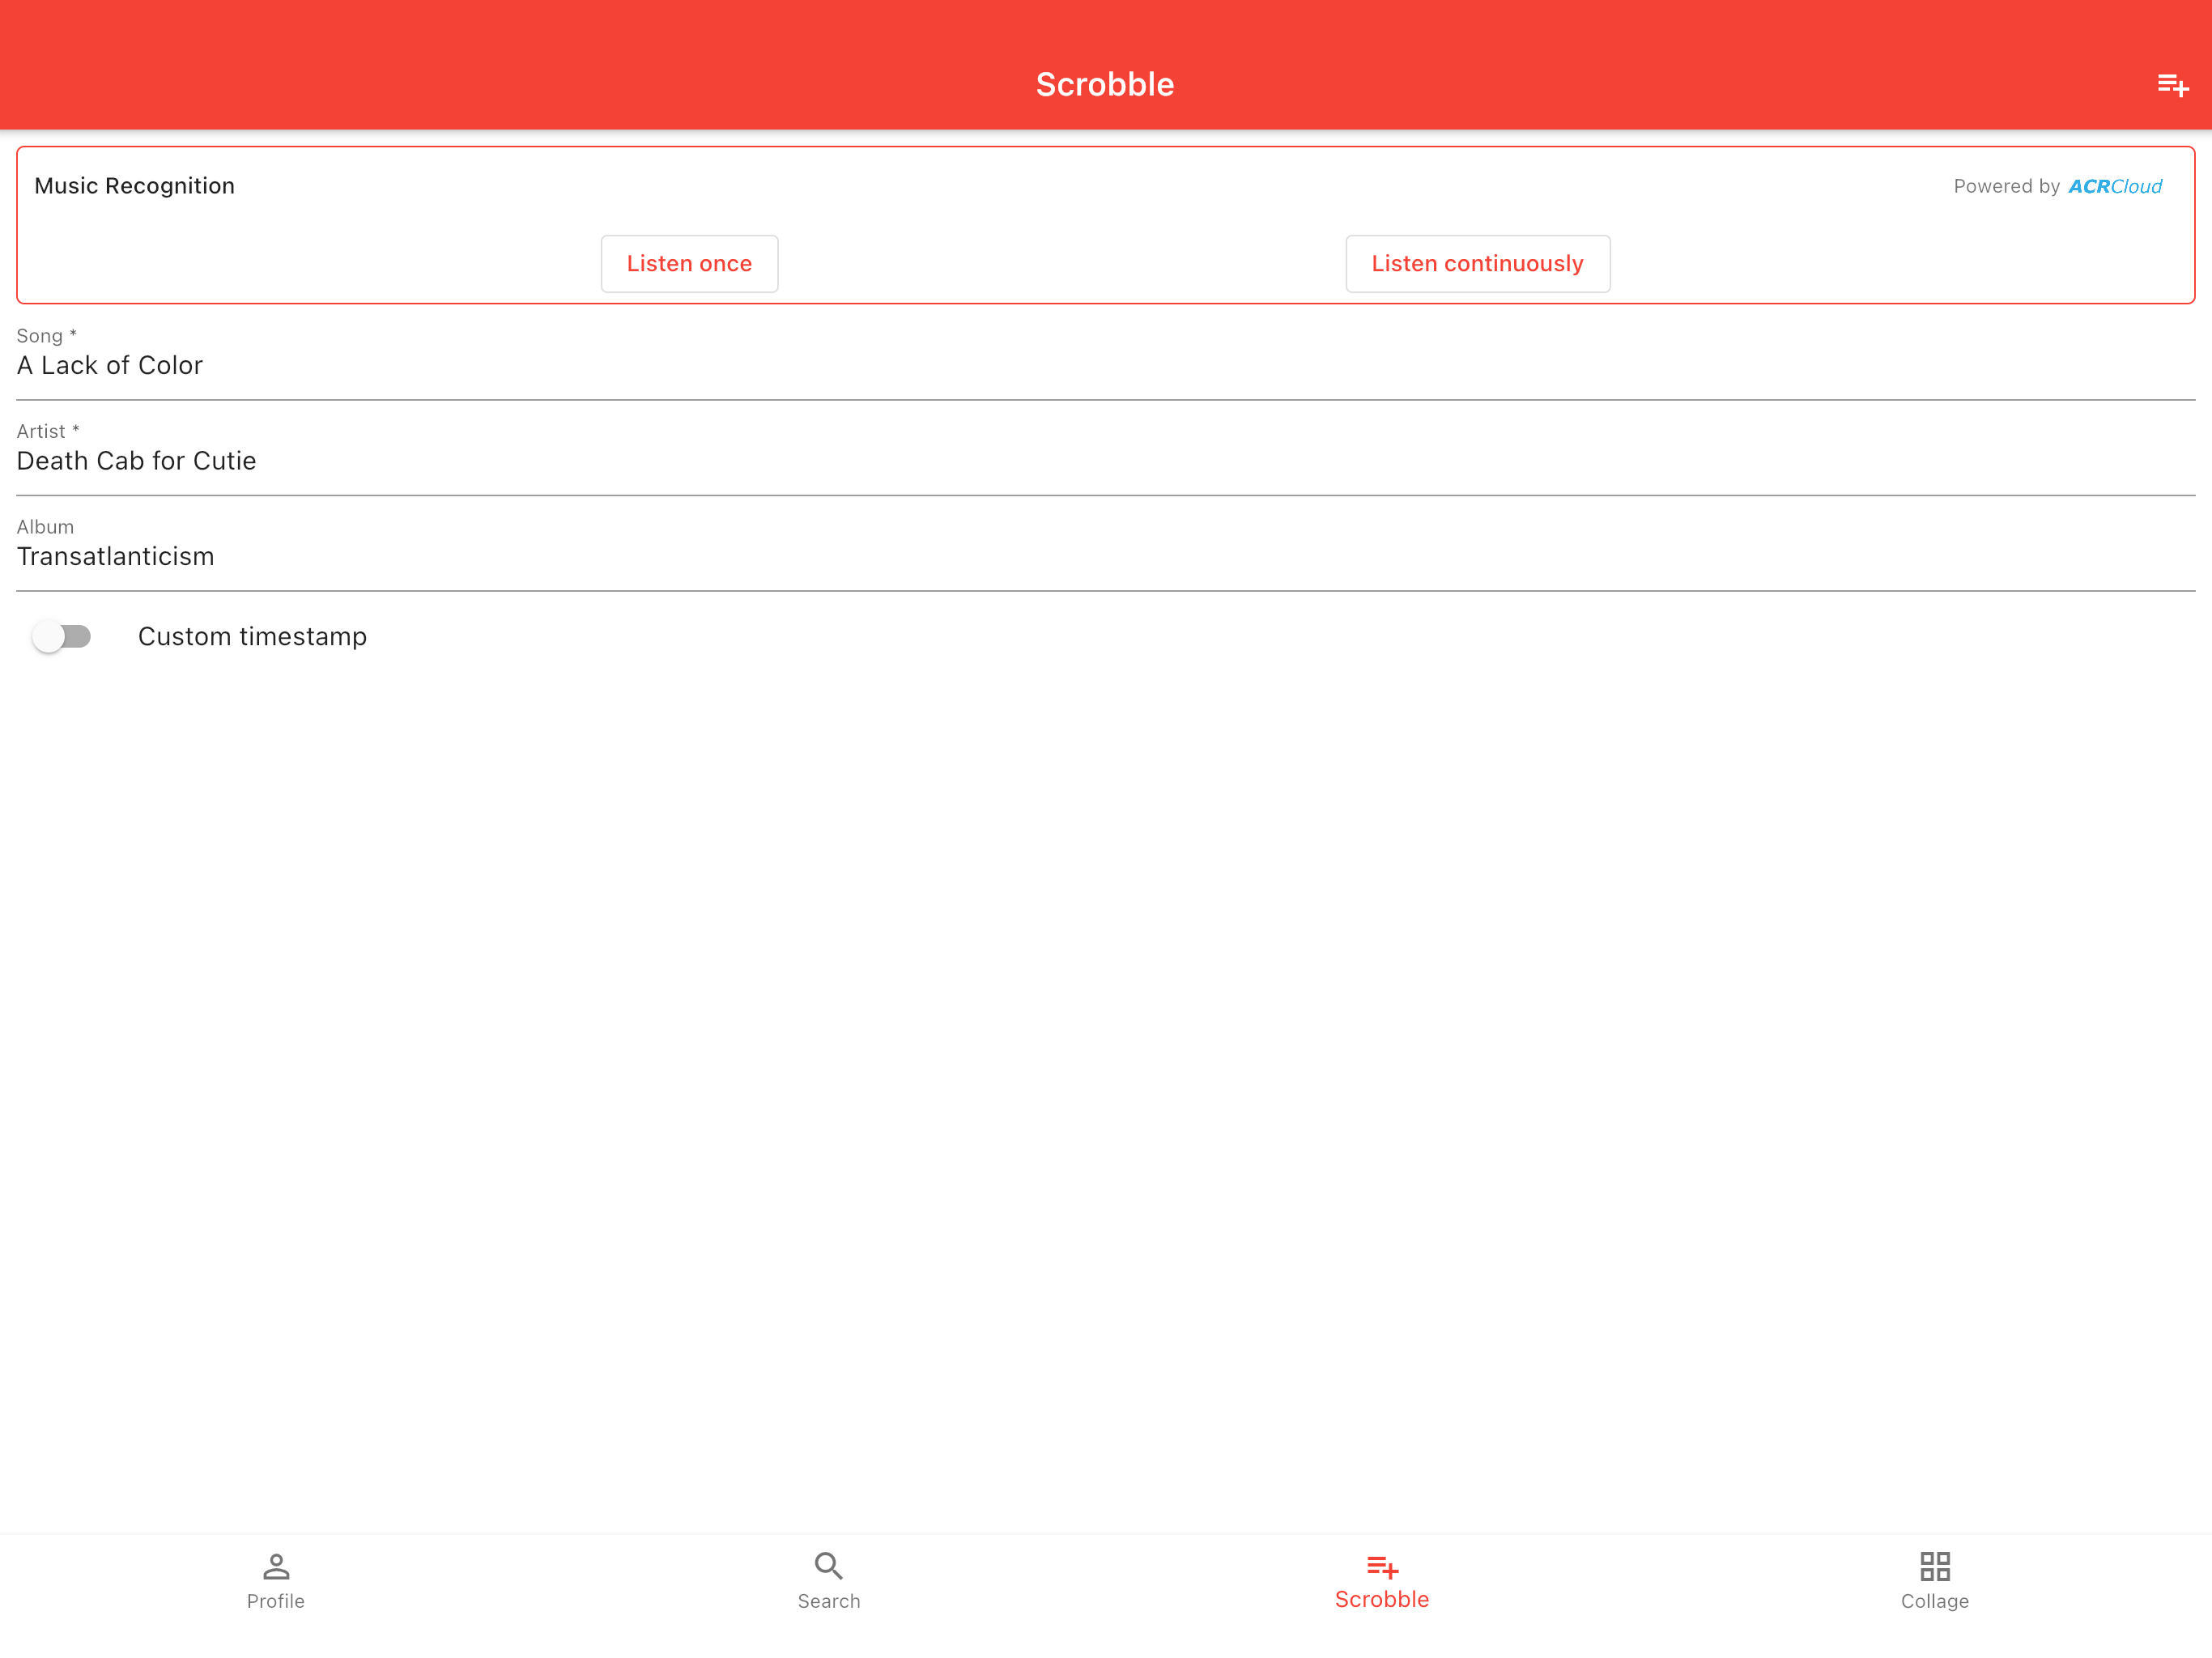 Scrobble
Music Recognition
Powered by ACRCloud
Listen once
Listen continuously
Song *
A Lack of Color
Artist *
Death Cab for Cutie
Album
Transatlanticism
Custom timestamp
Profile
Search
Scrobble
Collage